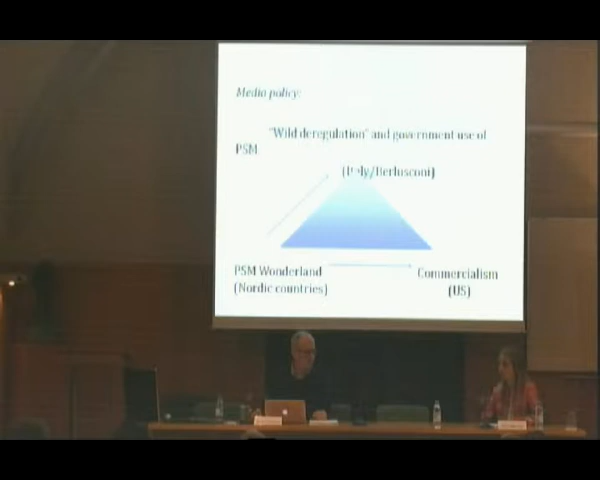 Media policy:
"Wild deregulation" and government use of
PSM
(Italy/Berlusconi)
PSM Wonderland
(Nordic countries)
Commercialism
(US)